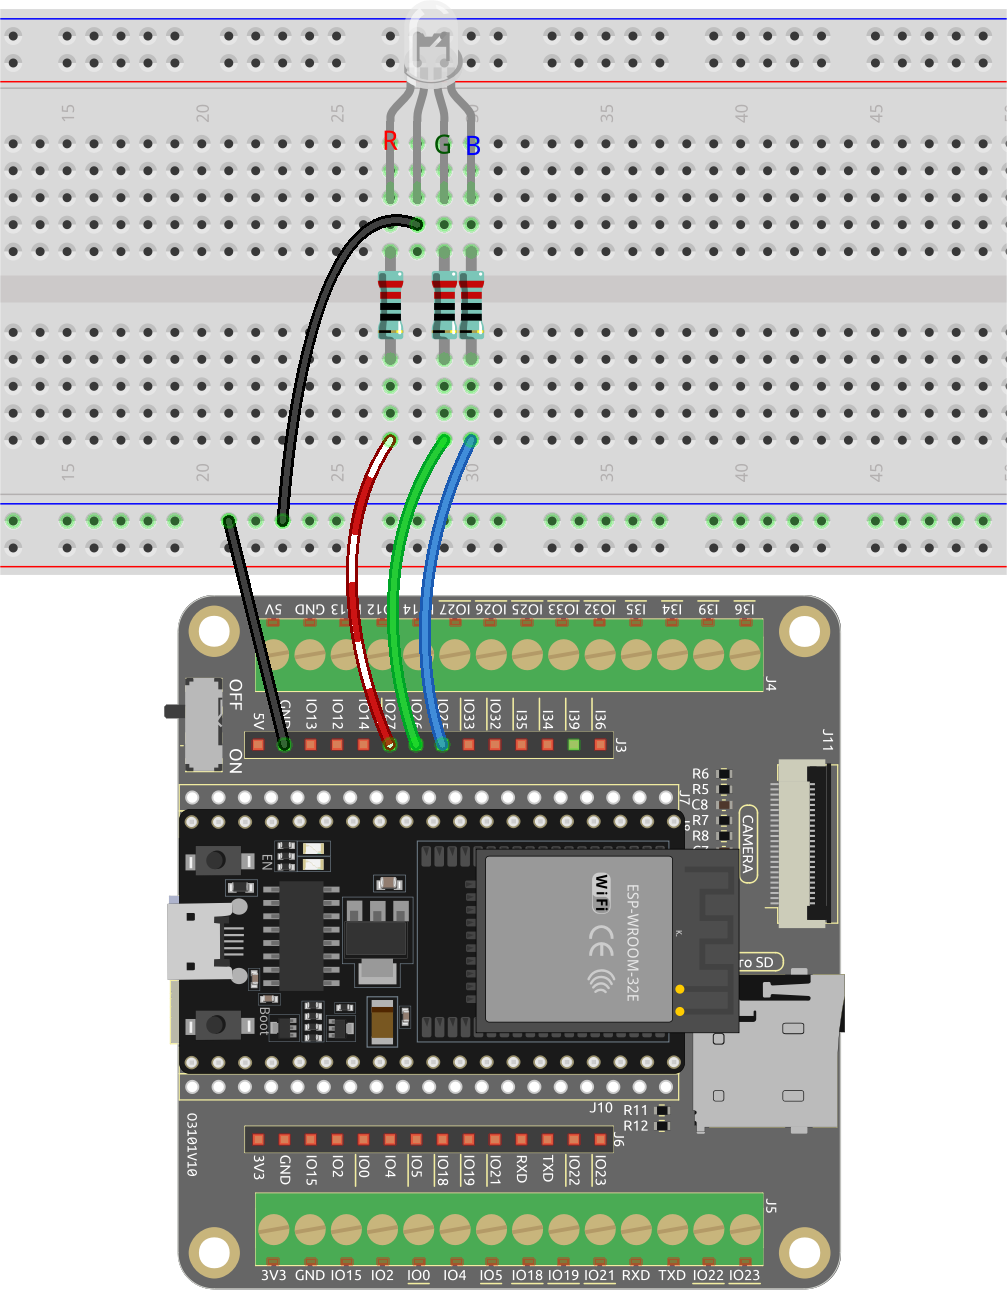 15 20 25 30 35 40 45
R G B
15 20 25 30 35 40 45
5V GND IO13 IO12 IO14 IO27 IO26 IO25 IO33 IO32 I35 I34 I39 I36
J4
OFF
5V GND IO13 IO12 IO14 IO27 IO26 IO25 IO33 IO32 I35 I34 I39 I36
J3
ON
J11
R6
R5
C8
R7
R8
J7
CAMERA
EN
WiFi
CE
ESP-WROOM-32E
K.
ro SD
Boot
J10
R11
R12
O3101V10
J6
3V3 GND IO15 IO2 IO0 IO4 IO5 IO18 IO19 IO21 RXD TXD IO22 IO23
J5
3V3 GND IO15 IO2 IO0 IO4 IO5 IO18 IO19 IO21 RXD TXD IO22 IO23